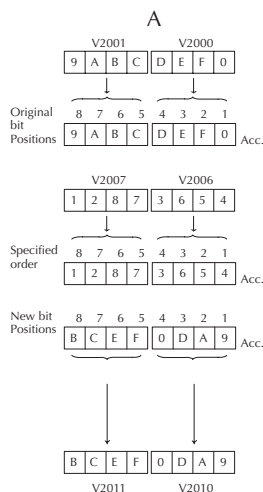 A
V2001 V2000
9 A B C D E F 0
Original bit Positions
8 7 6 5 4 3 2 1
9 A B C D E F 0 Acc.
V2007 V2006
1 2 8 7 3 6 5 4
Specified order
8 7 6 5 4 3 2 1
1 2 8 7 3 6 5 4 Acc.
New bit Positions
8 7 6 5 4 3 2 1
B C E F 0 D A 9 Acc.
B C E F 0 D A 9
V2011 V2010